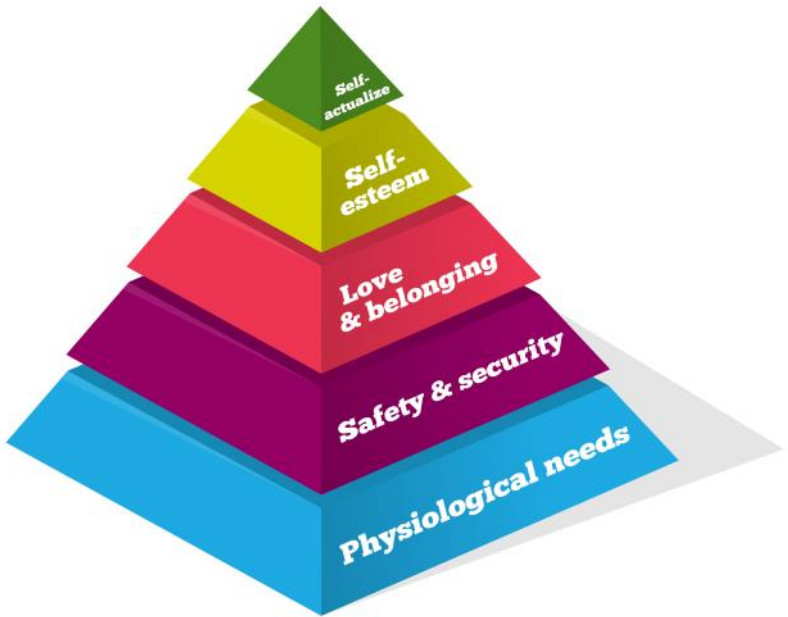 Self-
actualize
Self-
esteem
Love
& belonging
Safety & security
Physiological needs